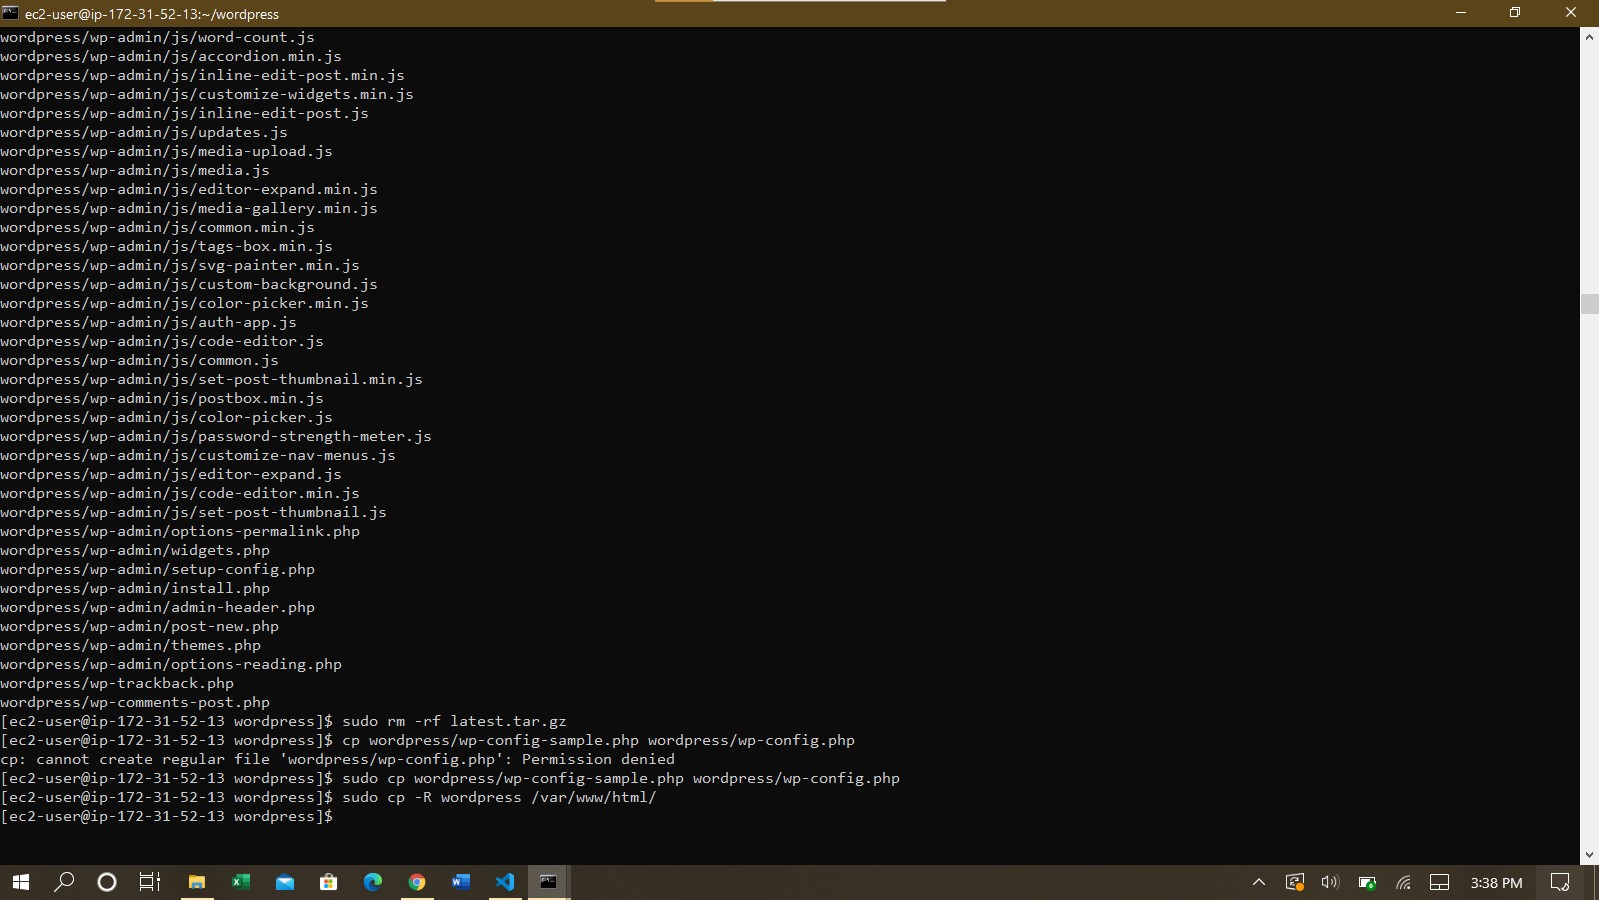 ec2-user@ip-172-31-52-13:~/wordpress
wordpress/wp-admin/js/word-count.js
wordpress/wp-admin/js/accordion.min.js
wordpress/wp-admin/js/inline-edit-post.min.js
wordpress/wp-admin/js/customize-widgets.min.js
wordpress/wp-admin/js/inline-edit-post.js
wordpress/wp-admin/js/updates.js
wordpress/wp-admin/js/media-upload.js
wordpress/wp-admin/js/media.js
wordpress/wp-admin/js/editor-expand.min.js
wordpress/wp-admin/js/media-gallery.min.js
wordpress/wp-admin/js/common.min.js
wordpress/wp-admin/js/tags-box.min.js
wordpress/wp-admin/js/svg-painter.min.js
wordpress/wp-admin/js/custom-background.js
wordpress/wp-admin/js/color-picker.min.js
wordpress/wp-admin/js/auth-app.js
wordpress/wp-admin/js/code-editor.js
wordpress/wp-admin/js/common.js
wordpress/wp-admin/js/set-post-thumbnail.min.js
wordpress/wp-admin/js/postbox.min.js
wordpress/wp-admin/js/color-picker.js
wordpress/wp-admin/js/password-strength-meter.js
wordpress/wp-admin/js/customize-nav-menus.js
wordpress/wp-admin/js/editor-expand.js
wordpress/wp-admin/js/code-editor.min.js
wordpress/wp-admin/js/set-post-thumbnail.js
wordpress/wp-admin/options-permalink.php
wordpress/wp-admin/widgets.php
wordpress/wp-admin/setup-config.php
wordpress/wp-admin/install.php
wordpress/wp-admin/admin-header.php
wordpress/wp-admin/post-new.php
wordpress/wp-admin/themes.php
wordpress/wp-admin/options-reading.php
wordpress/wp-trackback.php
wordpress/wp-comments-post.php
[ec2-user@ip-172-31-52-13 wordpress]$ sudo rm -rf latest.tar.gz
[ec2-user@ip-172-31-52-13 wordpress]$ cp wordpress/wp-config-sample.php wordpress/wp-config.php
cp: cannot create regular file 'wordpress/wp-config.php': Permission denied
[ec2-user@ip-172-31-52-13 wordpress]$ sudo cp wordpress/wp-config-sample.php wordpress/wp-config.php
[ec2-user@ip-172-31-52-13 wordpress]$ sudo cp -R wordpress /var/www/html/
[ec2-user@ip-172-31-52-13 wordpress]$
3:38 PM